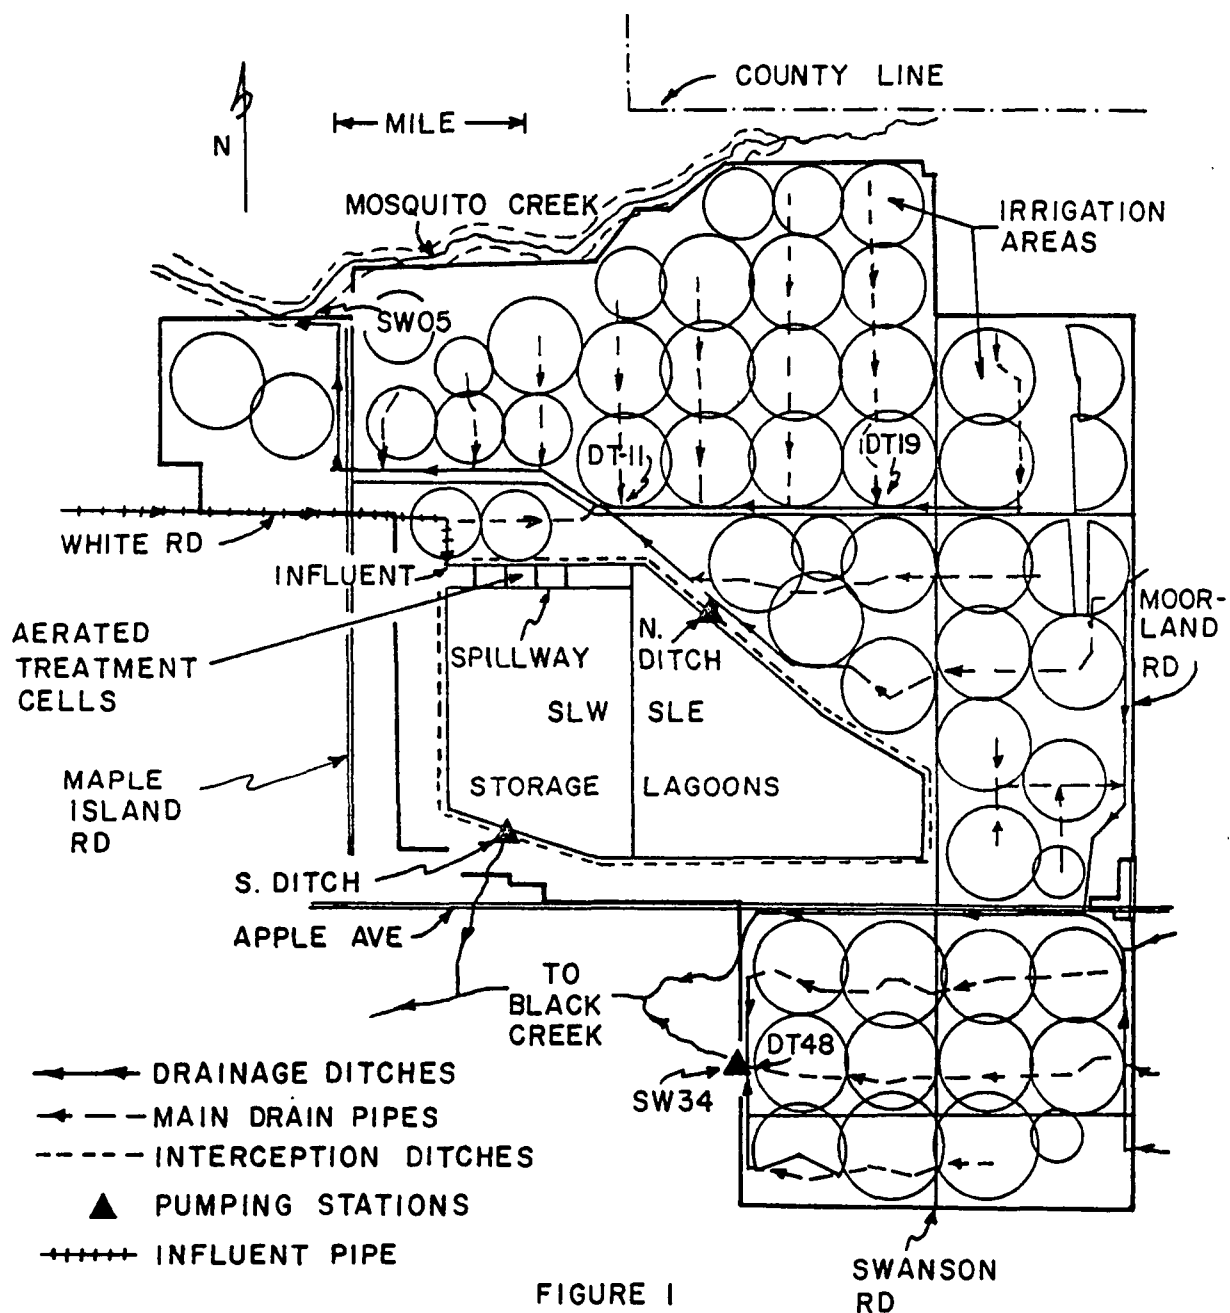 COUNTY LINE
MILE
N
MOSQUITO CREEK
IRRIGATION
AREAS
SW05
DT-11
DT19
WHITE RD
INFLUENT
AERATED
TREATMENT
CELLS
SPILLWAY
N.
DITCH
MOOR-
LAND
RD
SLW
SLE
STORAGE
LAGOONS
MAPLE
ISLAND
RD
S. DITCH
APPLE AVE
TO
BLACK
CREEK
DT48
SW34
DRAINAGE DITCHES
MAIN DRAIN PIPES
INTERCEPTION DITCHES
PUMPING STATIONS
INFLUENT PIPE
SWANSON
RD
FIGURE 1